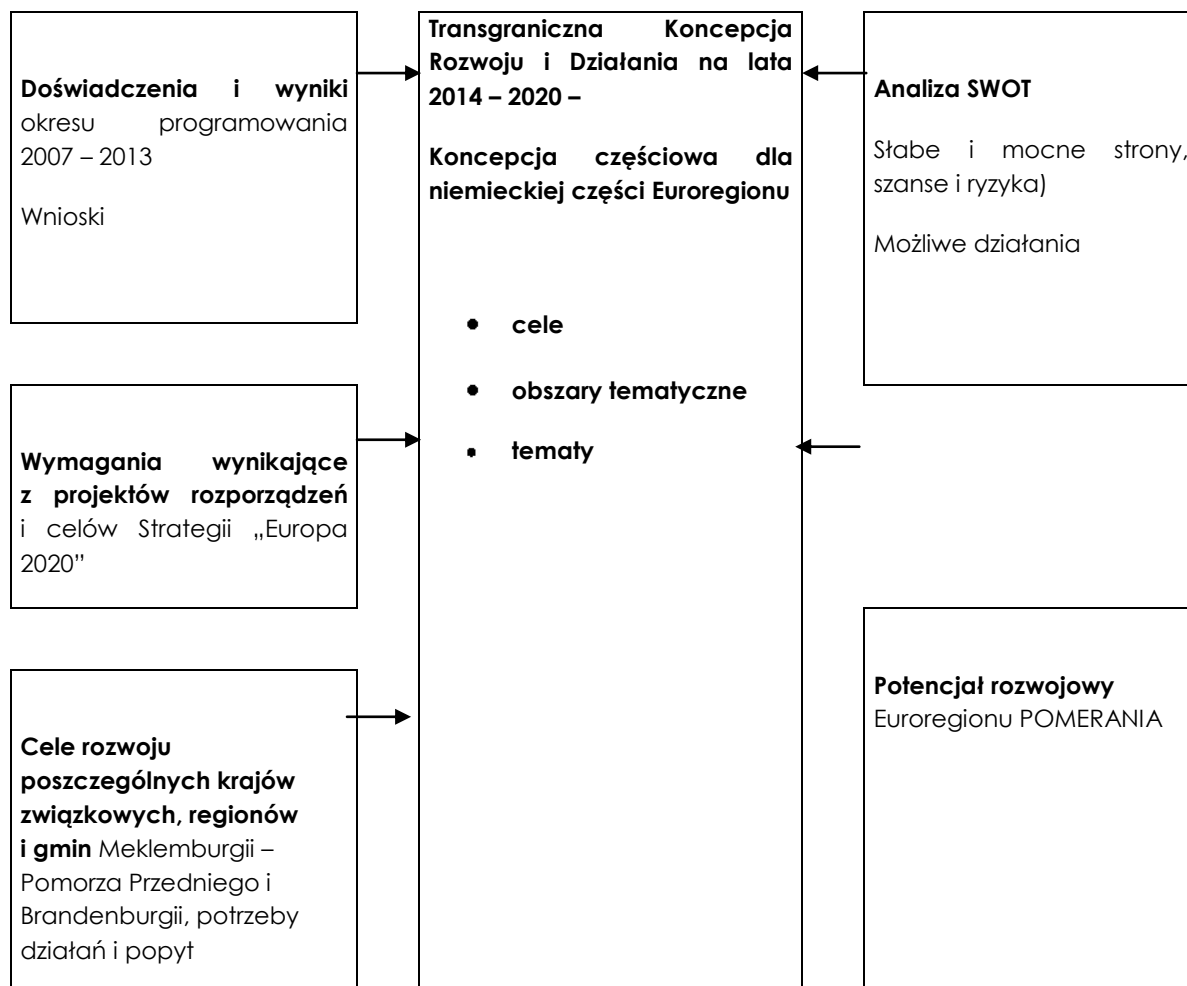 Doświadczenia i wyniki
okresu programowania
2007 – 2013
Wnioski
Wymagania wynikające
z projektów rozporządzeń
i celów Strategii „Europa
2020”
Cele rozwoju
poszczególnych krajów
związkowych, regionów
i gmin Meklemburgii –
Pomorza Przedniego i
Brandenburgii, potrzeby
działań i popyt
Transgraniczna Koncepcja
Rozwoju i Działania na lata
2014 – 2020 –
Koncepcja częściowa dla
niemieckiej części Euroregionu
• cele
• obszary tematyczne
• tematy
Analiza SWOT
Słabe i mocne strony,
szanse i ryzyka)
Możliwe działania
Potencjał rozwojowy
Euroregionu POMERANIA